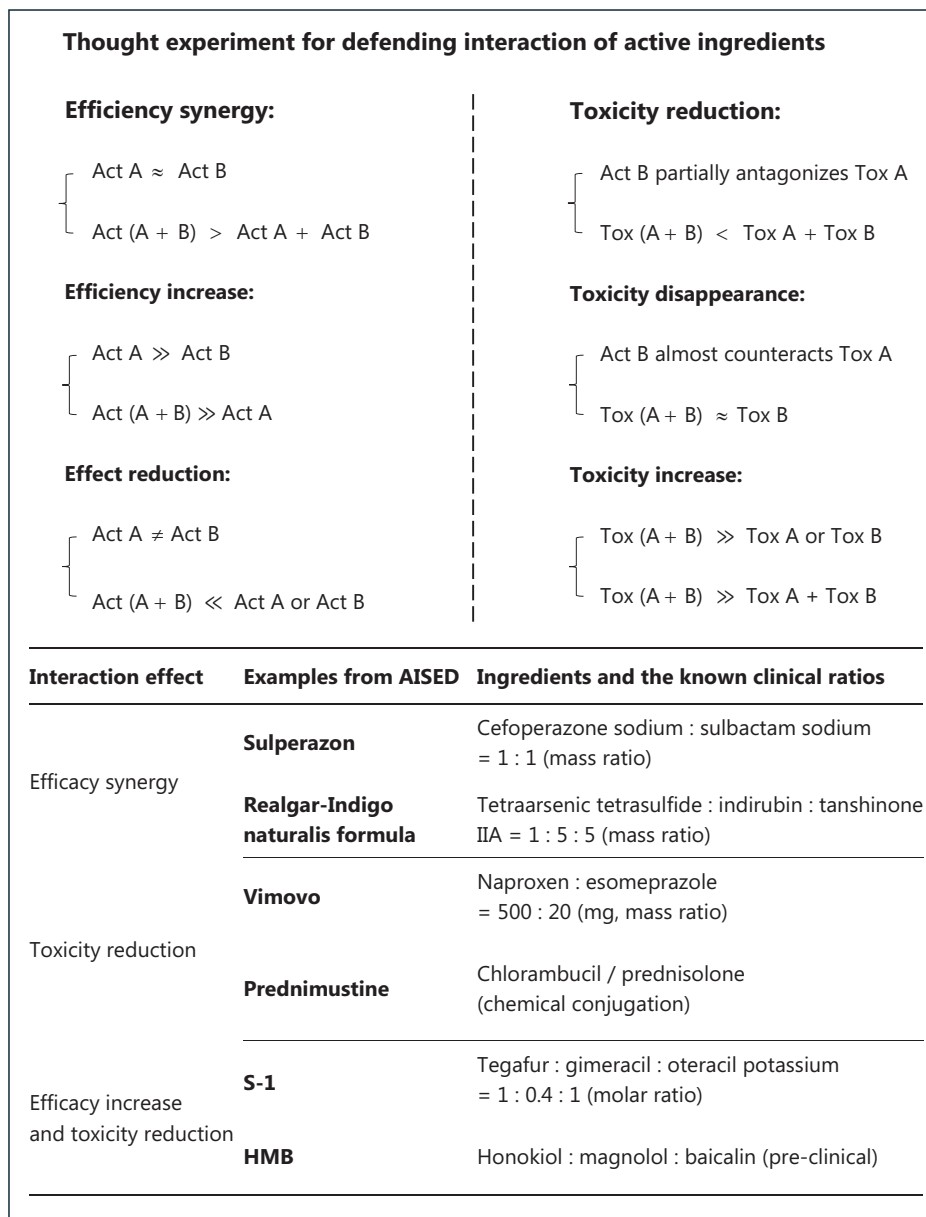 Thought experiment for defending interaction of active ingredients
Efficiency synergy:
Act A ≈ Act B
Act (A + B) > Act A + Act B
Efficiency increase:
Act A ≫ Act B
Act (A + B) ≫ Act A
Effect reduction:
Act A ≠ Act B
Act (A + B) ≪ Act A or Act B
Toxicity reduction:
Act B partially antagonizes Tox A
Tox (A + B) < Tox A + Tox B
Toxicity disappearance:
Act B almost counteracts Tox A
Tox (A + B) ≈ Tox B
Toxicity increase:
Tox (A + B) ≫ Tox A or Tox B
Tox (A + B) ≫ Tox A + Tox B
Interaction effect Examples from AISED Ingredients and the known clinical ratios
Efficacy synergy
Sulperazon
Cefoperazone sodium : sulbactam sodium
= 1 : 1 (mass ratio)
Realgar-Indigo
naturalis formula
Tetraarsenic tetrasulfide : indirubin : tanshinone
IIA = 1 : 5 : 5 (mass ratio)
Toxicity reduction
Vimovo
Naproxen : esomeprazole
= 500 : 20 (mg, mass ratio)
Prednimustine
Chlorambucil / prednisolone
(chemical conjugation)
Efficacy increase
and toxicity reduction
S-1
Tegafur : gimeracil : oteracil potassium
= 1 : 0.4 : 1 (molar ratio)
HMB
Honokiol : magnolol : baicalin (pre-clinical)